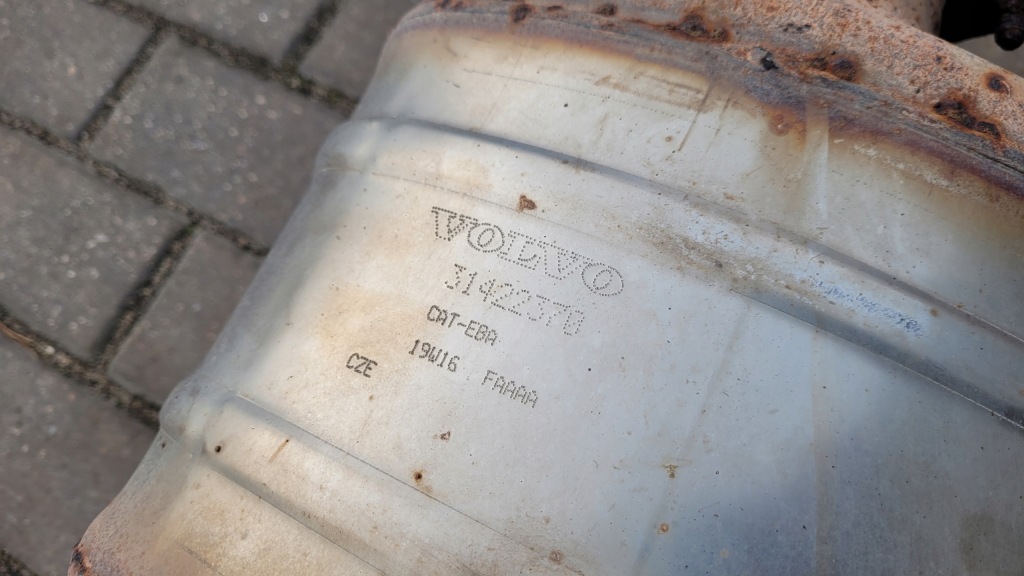 VOLVO
31422370
CAT-EBA
19W16 FAAAA
CZE